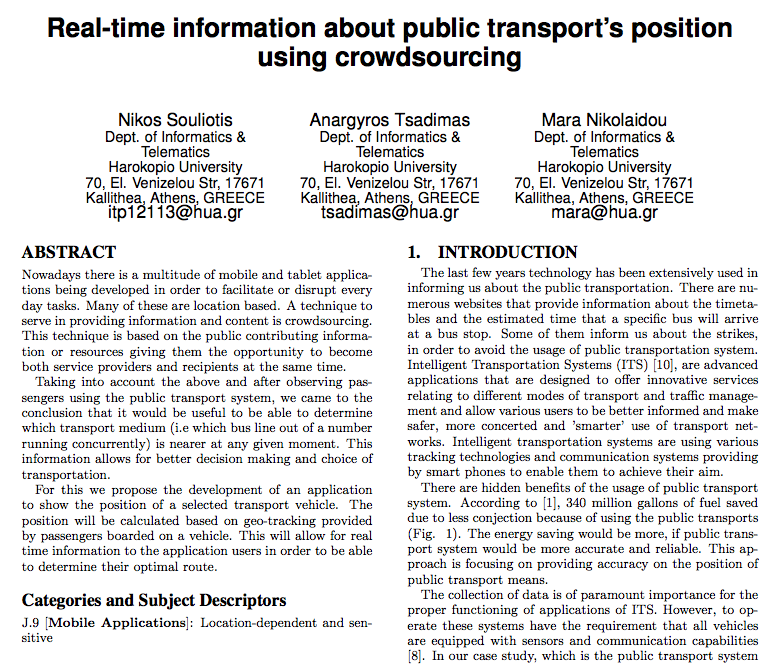 Real-time information about public transport's position
using crowdsourcing
Nikos Souliotis
Dept. of Informatics &
Telematics
Harokopio University
70, El. Venizelou Str, 17671
Kallithea, Athens, GREECE
itp12113@hua.gr
Anargyros Tsadimas
Dept. of Informatics &
Telematics
Harokopio University
70, El. Venizelou Str, 17671
Kallithea, Athens, GREECE
tsadimas@hua.gr
Mara Nikolaidou
Dept. of Informatics &
Telematics
Harokopio University
70, El. Venizelou Str, 17671
Kallithea, Athens, GREECE
mara@hua.gr
ABSTRACT
Nowadays there is a multitude of mobile and tablet applica-
tions being developed in order to facilitate or disrupt every
day tasks. Many of these are location based. A technique to
serve in providing information and content is crowdsourcing.
This technique is based on the public contributing informa-
tion or resources giving them the opportunity to become
both service providers and recipients at the same time.
Taking into account the above and after observing pas-
sengers using the public transport system, we came to the
conclusion that it would be useful to be able to determine
which transport medium (i.e which bus line out of a number
running concurrently) is nearer at any given moment. This
information allows for better decision making and choice of
transportation.
For this we propose the development of an application
to show the position of a selected transport vehicle. The
position will be calculated based on geo-tracking provided
by passengers boarded on a vehicle. This will allow for real
time information to the application users in order to be able
to determine their optimal route.
Categories and Subject Descriptors
J.9 [Mobile Applications]: Location-dependent and sen-
sitive
1. INTRODUCTION
The last few years technology has been extensively used in
informing us about the public transportation. There are nu-
merous websites that provide information about the timeta-
bles and the estimated time that a specific bus will arrive
at a bus stop. Some of them inform us about the strikes,
in order to avoid the usage of public transportation system.
Intelligent Transportation Systems (ITS) [10], are advanced
applications that are designed to offer innovative services
relating to different modes of transport and traffic manage-
ment and allow various users to be better informed and make
safer, more concerted and 'smarter' use of transport net-
works. Intelligent transportation systems are using various
tracking technologies and communication systems providing
by smart phones to enable them to achieve their aim.
There are hidden benefits of the usage of public transport
system. According to [1], 340 million gallons of fuel saved
due to less conjection because of using the public transports
(Fig. 1). The energy saving would be more, if public trans-
port system would be more accurate and reliable. This ap-
proach is focusing on providing accuracy on the position of
public transport means.
The collection of data is of paramount importance for the
proper functioning of applications of ITS. However, to op-
erate these systems have the requirement that all vehicles
are equipped with sensors and communication capabilities
[8]. In our case study, which is the public transport system